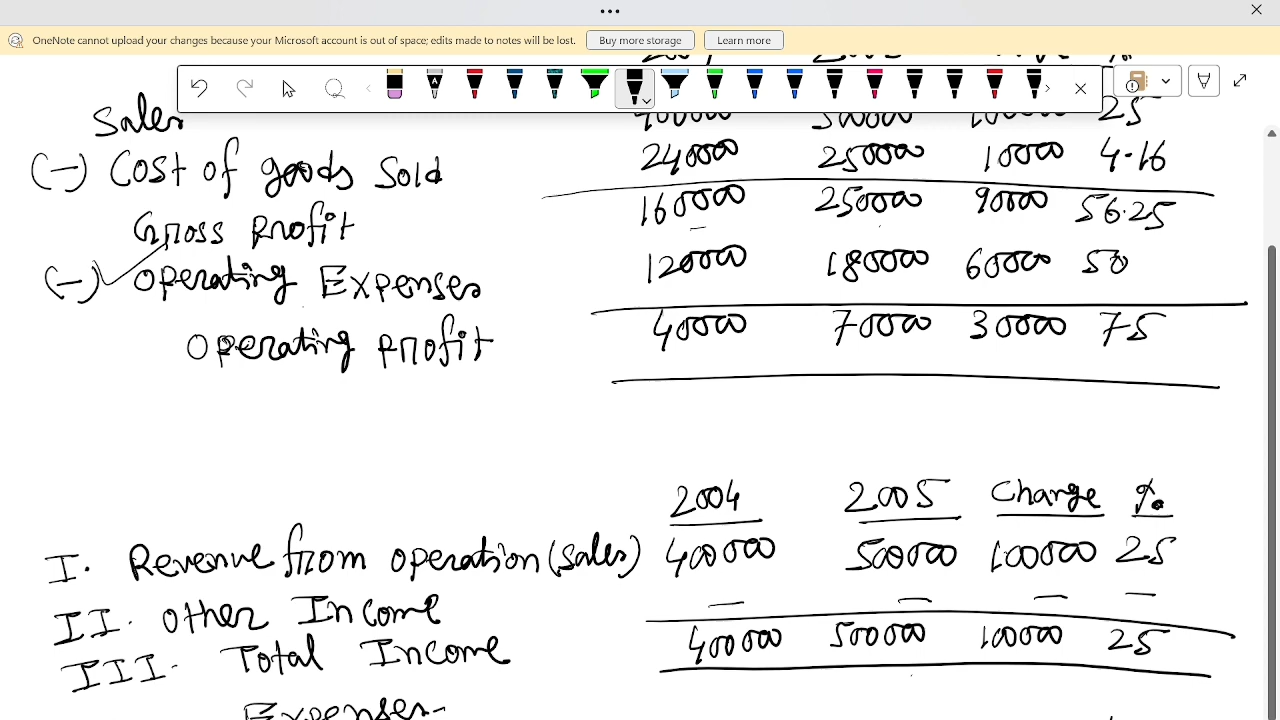 OneNote cannot upload your changes because your Microsoft account is out of space; edits made to notes will be lost. Buy more storage Learn more
Sales 400000 500000 100000 25
(-) Cost of goods Sold 240000 250000 10000 4.16
Gross Profit 160000 250000 90000 56.25
(-) Operating Expenses 120000 180000 60000 50
Operating profit 40000 70000 30000 75
2004 2005 Change %
I. Revenue from operation (sales) 400000 500000 100000 25
II. Other Income — — — —
III. Total Income 400000 500000 100000 25
Expenses-